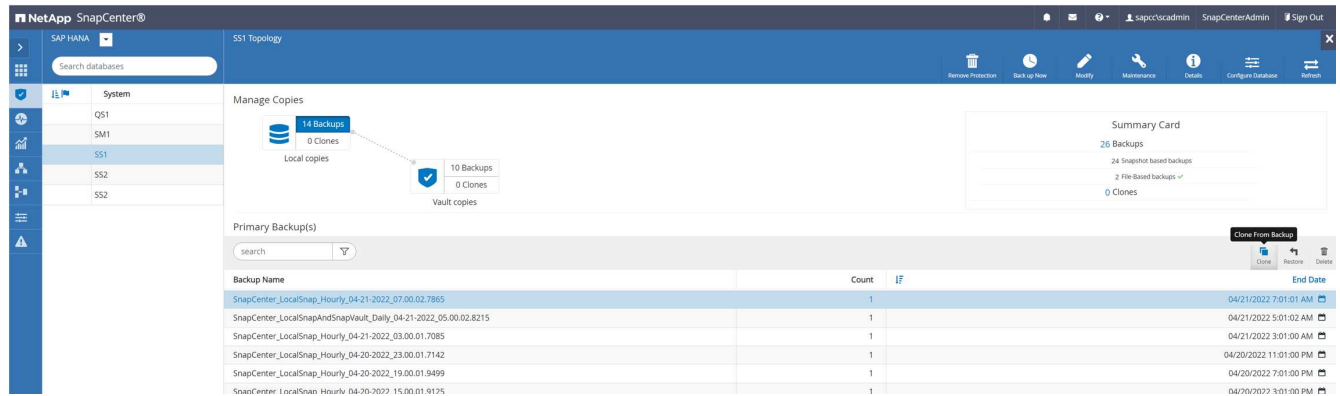 NetApp SnapCenter®
sapcc\scadmin SnapCenterAdmin Sign Out
SAP HANA
SS1 Topology
Search databases
Remove Protection Back up Now Modify Maintenance Details Configure Database Refresh
System
QS1
SM1
SS1
SS2
SS2
Manage Copies
14 Backups
0 Clones
Local copies
10 Backups
0 Clones
Vault copies
Summary Card
26 Backups
24 Snapshot based backups
2 File-Based backups
0 Clones
Primary Backup(s)
Clone From Backup
search
Clone Restore Delete
Backup Name Count End Date
SnapCenter_LocalSnap_Hourly_04-21-2022_07.00.02.7865 1 04/21/2022 7:01:01 AM
SnapCenter_LocalSnapAndSnapVault_Daily_04-21-2022_05.00.02.8215 1 04/21/2022 5:01:02 AM
SnapCenter_LocalSnap_Hourly_04-21-2022_03.00.01.7085 1 04/21/2022 3:01:00 AM
SnapCenter_LocalSnap_Hourly_04-20-2022_23.00.01.7142 1 04/20/2022 11:01:00 PM
SnapCenter_LocalSnap_Hourly_04-20-2022_19.00.01.9499 1 04/20/2022 7:01:00 PM
SnapCenter_LocalSnap_Hourly_04-20-2022_15.00.01.9125 1 04/20/2022 3:01:00 PM